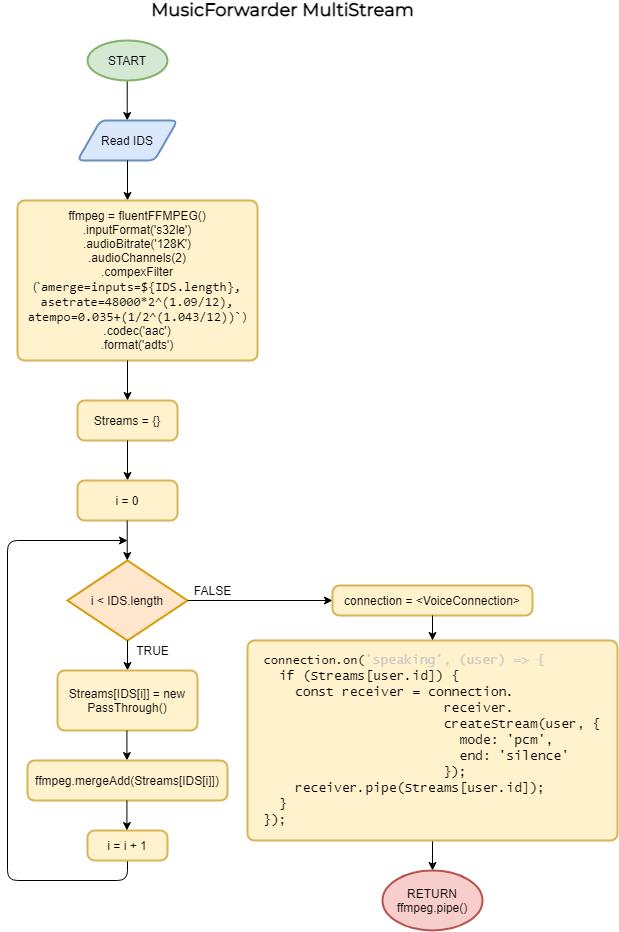 MusicForwarder MultiStream
START
Read IDS
ffmpeg = fluentFFMPEG()
.inputFormat('s32le')
.audioBitrate('128K')
.audioChannels(2)
.compexFilter
(`amerge=inputs=${IDS.length},
asetrate=48000*2^(1.09/12),
atempo=0.035+(1/2^(1.043/12))`)
.codec('aac')
.format('adts')
Streams = {}
i = 0
i < IDS.length
FALSE
TRUE
Streams[IDS[i]] = new
PassThrough()
ffmpeg.mergeAdd(Streams[IDS[i]])
i = i + 1
connection = <VoiceConnection>
connection.on('speaking', (user) => {
if (Streams[user.id]) {
const receiver = connection.
receiver.
createStream(user, {
mode: 'pcm',
end: 'silence'
});
receiver.pipe(Streams[user.id]);
}
});
RETURN
ffmpeg.pipe()